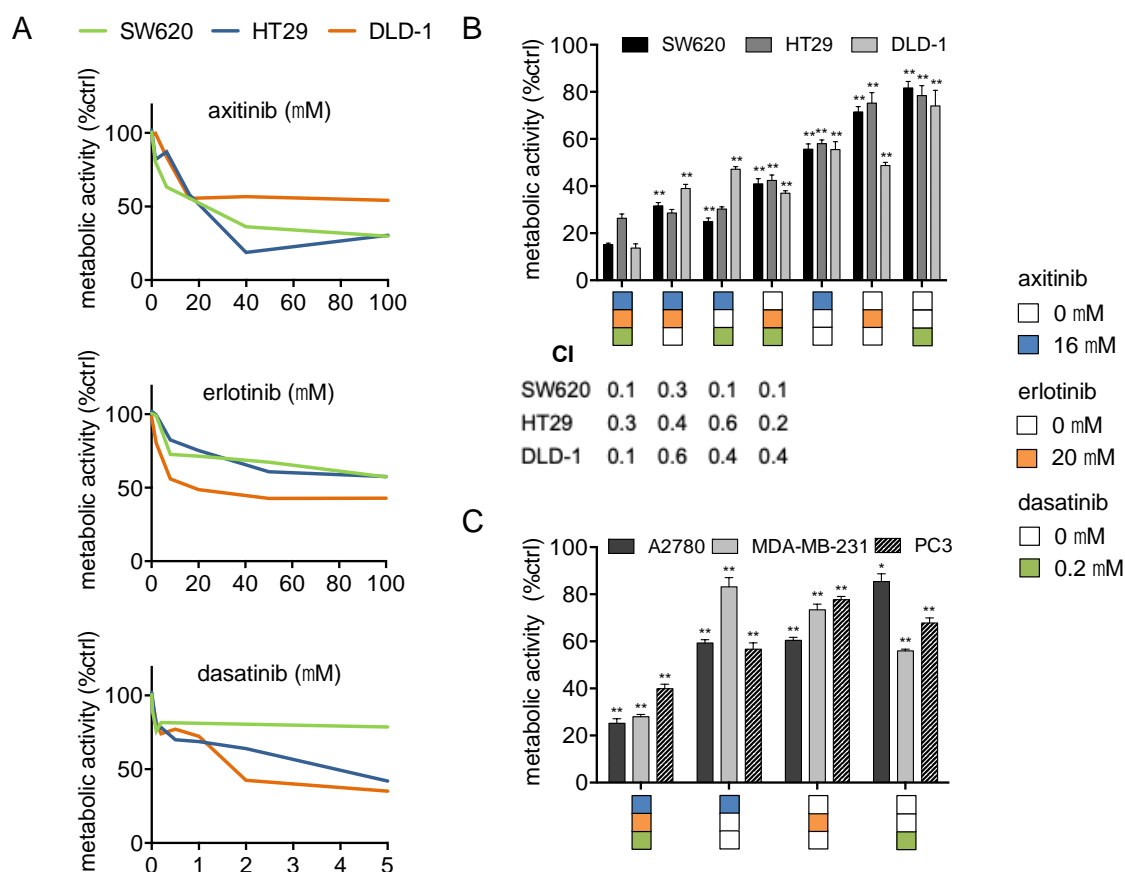 A
SW620 HT29 DLD-1
metabolic activity (%ctrl)
axitinib (mM)
100
50
0
0 20 40 60 80 100
metabolic activity (%ctrl)
erlotinib (mM)
100
50
0
0 20 40 60 80 100
metabolic activity (%ctrl)
dasatinib (mM)
100
50
0
0 1 2 3 4 5
B
SW620 HT29 DLD-1
metabolic activity (%ctrl)
100
80
60
40
20
0
** ** ** ** ** ** ** ** ** ** ** ** ** ** ** ** ** **
CI
SW620 0.1 0.3 0.1 0.1
HT29 0.3 0.4 0.6 0.2
DLD-1 0.1 0.6 0.4 0.4
C
A2780 MDA-MB-231 PC3
metabolic activity (%ctrl)
100
80
60
40
20
0
** ** ** ** ** ** ** ** ** * ** **
axitinib
0 mM
16 mM
erlotinib
0 mM
20 mM
dasatinib
0 mM
0.2 mM